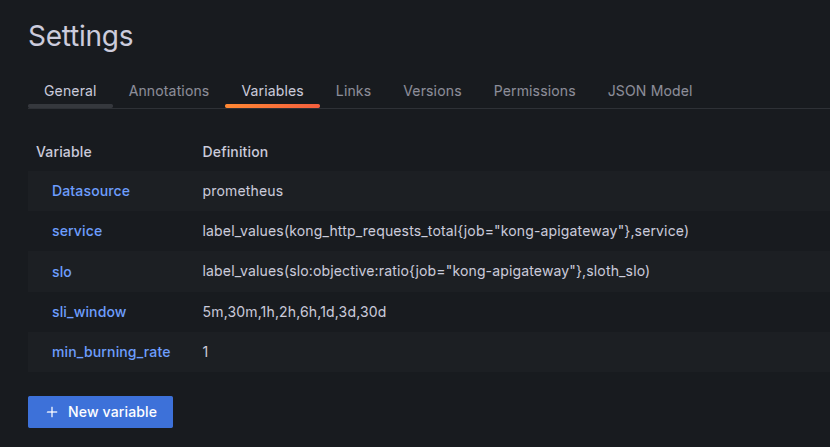 Settings
General Annotations Variables Links Versions Permissions JSON Model
Variable Definition
Datasource prometheus
service label_values(kong_http_requests_total{job="kong-apigateway"},service)
slo label_values(slo:objective:ratio{job="kong-apigateway"},sloth_slo)
sli_window 5m,30m,1h,2h,6h,1d,3d,30d
min_burning_rate 1
+ New variable